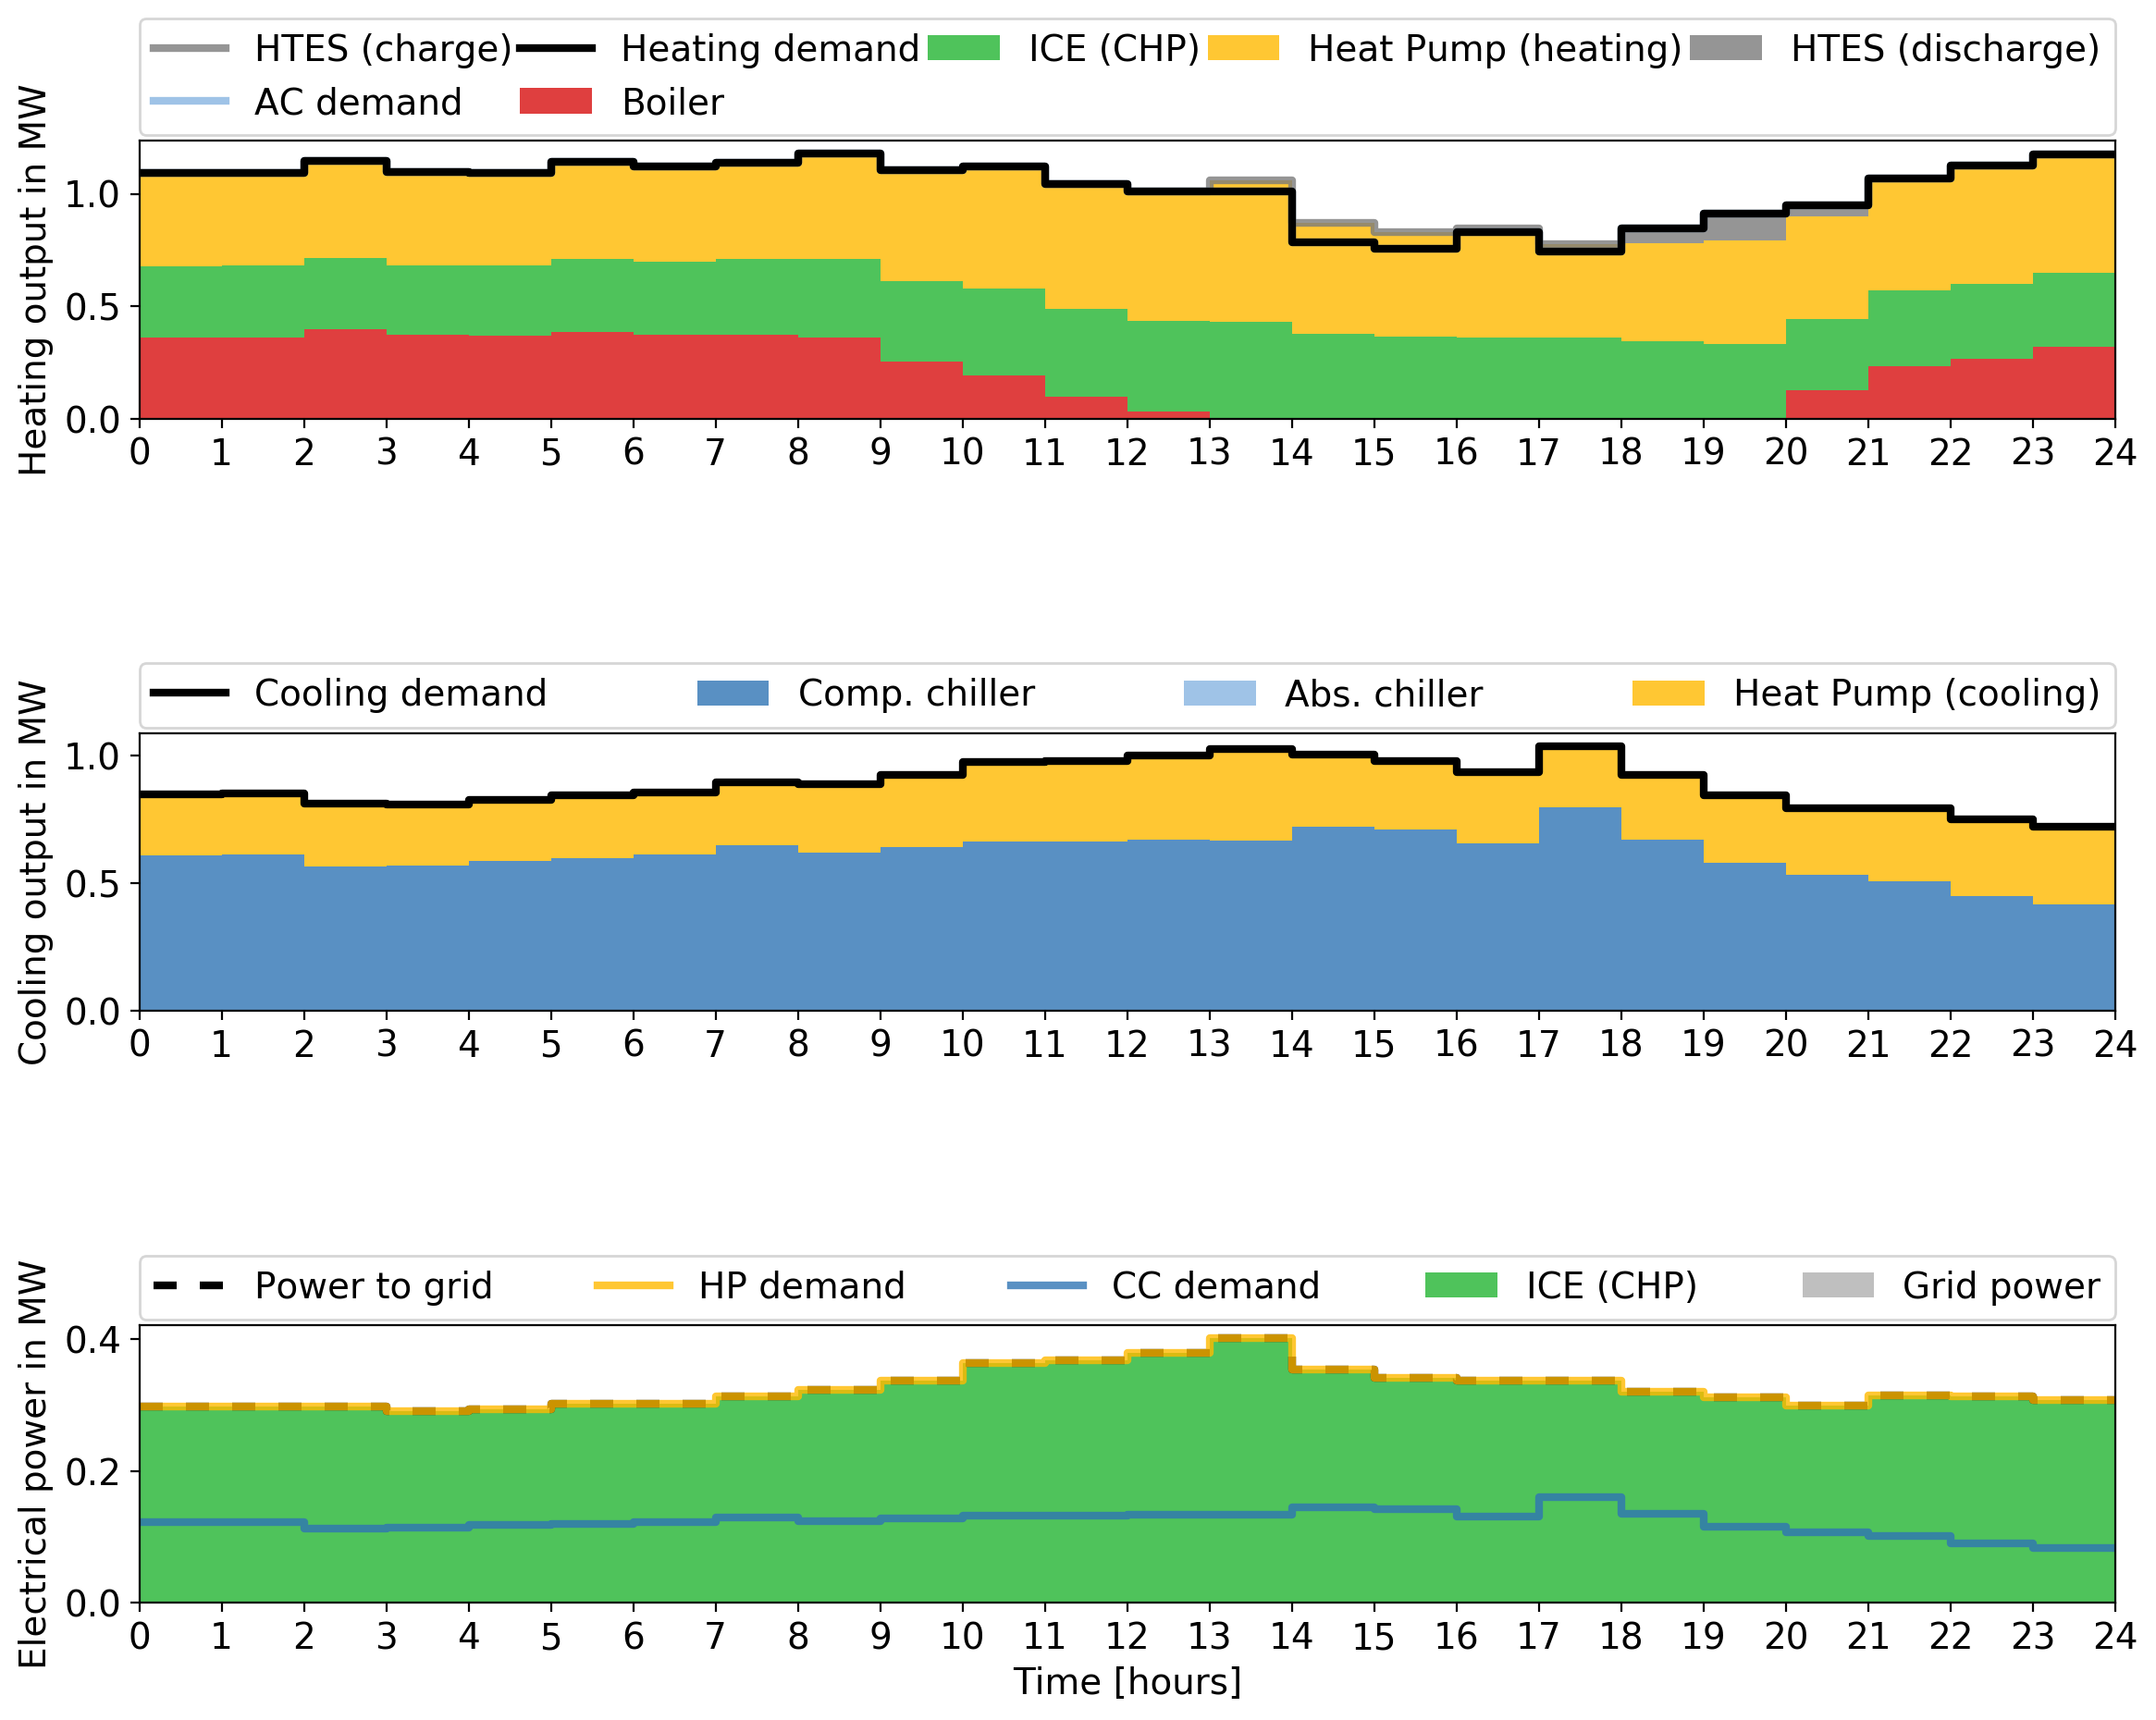 HTES (charge) Heating demand ICE (CHP) Heat Pump (heating) HTES (discharge)
AC demand Boiler
Heating output in MW
1.0
0.5
0.0
0 1 2 3 4 5 6 7 8 9 10 11 12 13 14 15 16 17 18 19 20 21 22 23 24
Cooling demand Comp. chiller Abs. chiller Heat Pump (cooling)
Cooling output in MW
1.0
0.5
0.0
0 1 2 3 4 5 6 7 8 9 10 11 12 13 14 15 16 17 18 19 20 21 22 23 24
Power to grid HP demand CC demand ICE (CHP) Grid power
Electrical power in MW
0.4
0.2
0.0
0 1 2 3 4 5 6 7 8 9 10 11 12 13 14 15 16 17 18 19 20 21 22 23 24
Time [hours]